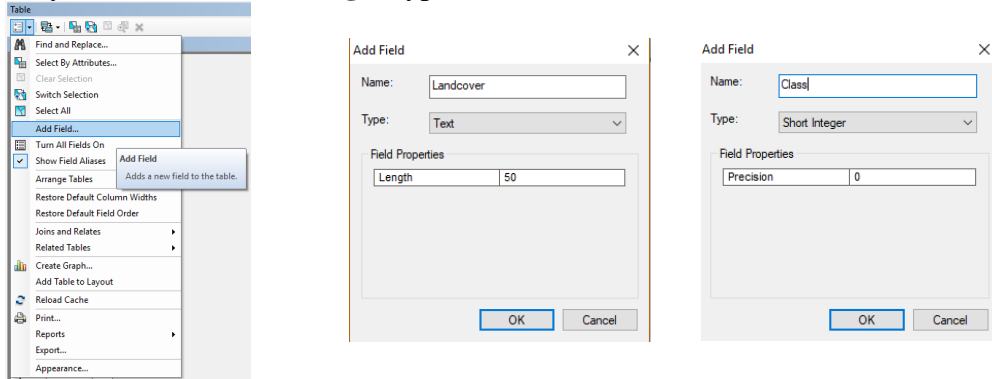 Table
Find and Replace...
Select By Attributes...
Clear Selection
Switch Selection
Select All
Add Field...
Turn All Fields On
Show Field Aliases
Arrange Tables
Restore Default Column Widths
Restore Default Field Order
Joins and Relates
Related Tables
Create Graph...
Add Table to Layout
Reload Cache
Print...
Reports
Export...
Appearance...
Add Field
Adds a new field to the table.
Add Field
Name: Landcover
Type: Text
Field Properties
Length 50
OK Cancel
Add Field
Name: Class
Type: Short Integer
Field Properties
Precision 0
OK Cancel